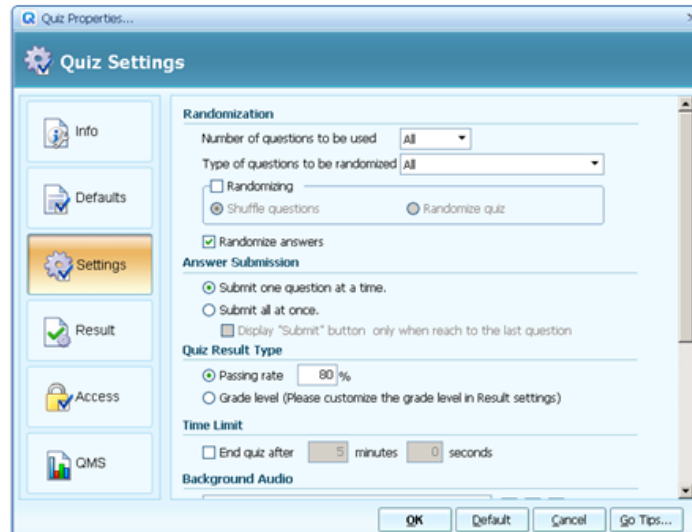 Quiz Properties...
Quiz Settings
Info
Defaults
Settings
Result
Access
QMS
Randomization
Number of questions to be used All
Type of questions to be randomized All
Randomizing
Shuffle questions Randomize quiz
Randomize answers
Answer Submission
Submit one question at a time.
Submit all at once.
Display "Submit" button only when reach to the last question
Quiz Result Type
Passing rate 80 %
Grade level (Please customize the grade level in Result settings)
Time Limit
End quiz after 5 minutes 0 seconds
Background Audio
OK Default Cancel Go Tips...